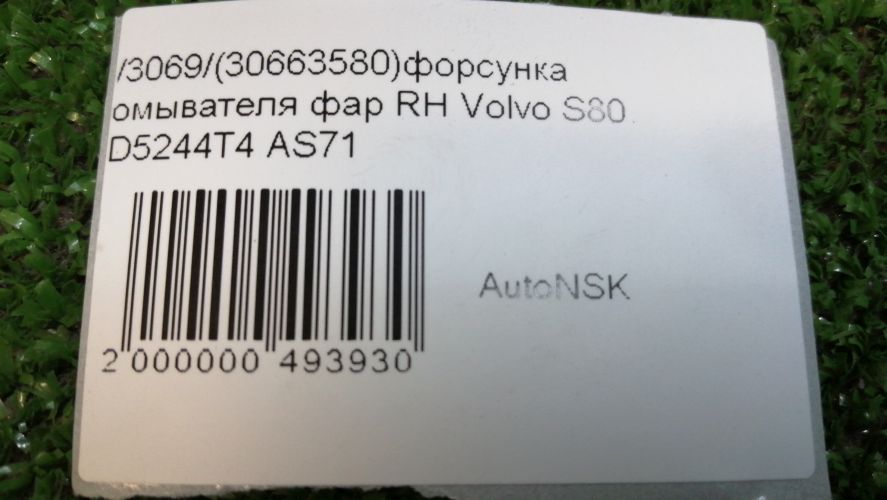 /3069/(30663580)форсунка
омывателя фар RH Volvo S80
D5244T4 AS71
AutoNSK
2 000000 493930